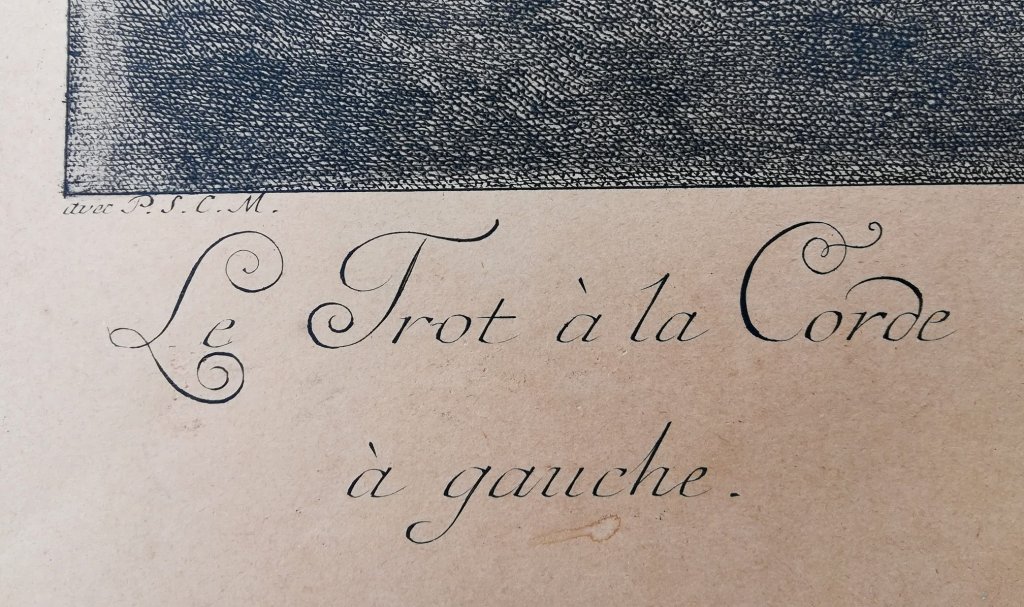 avec P. S. C. M.
Le Trot à la Corde
à gauche.